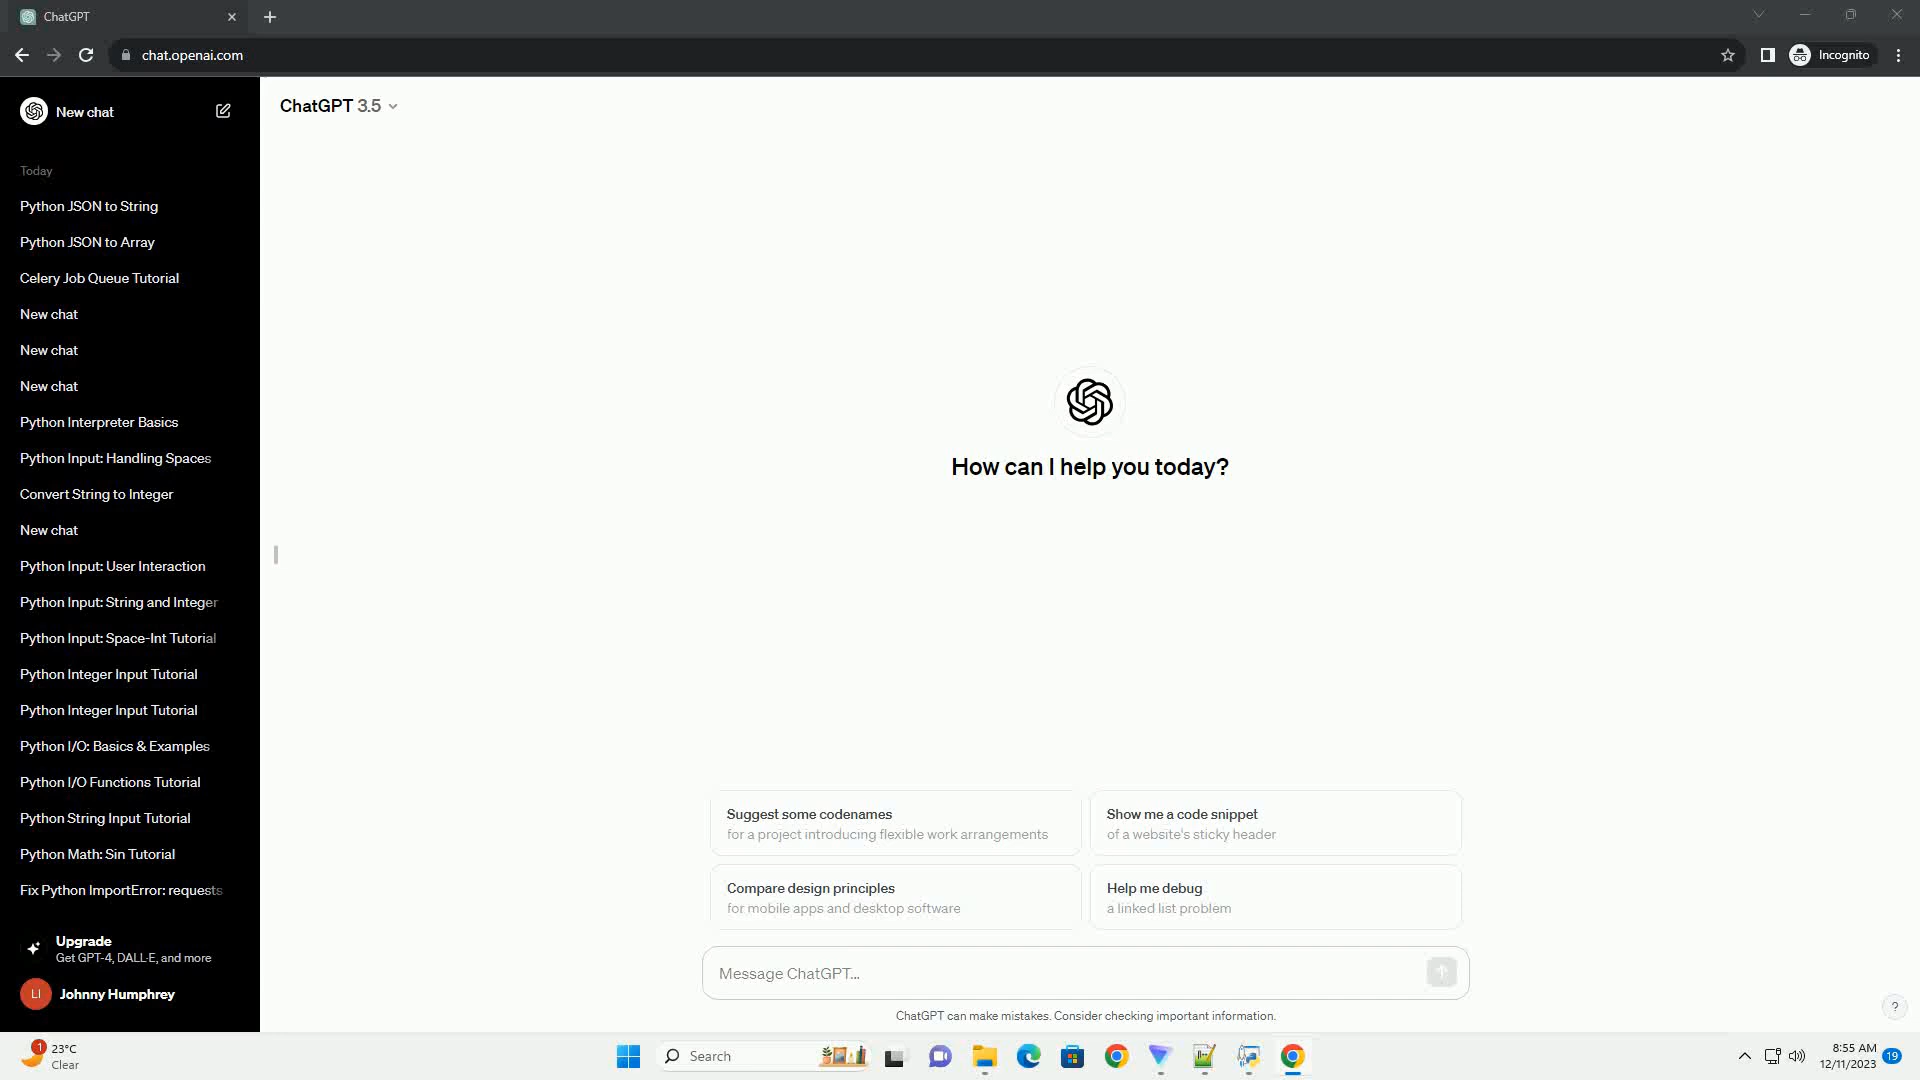 ChatGPT
chat.openai.com
Incognito
New chat
ChatGPT 3.5
Today
Python JSON to String
Python JSON to Array
Celery Job Queue Tutorial
New chat
New chat
New chat
Python Interpreter Basics
Python Input: Handling Spaces
Convert String to Integer
New chat
Python Input: User Interaction
Python Input: String and Integer
Python Input: Space-Int Tutorial
Python Integer Input Tutorial
Python Integer Input Tutorial
Python I/O: Basics & Examples
Python I/O Functions Tutorial
Python String Input Tutorial
Python Math: Sin Tutorial
Fix Python ImportError: requests
Upgrade
Get GPT-4, DALL·E, and more
LI
Johnny Humphrey
How can I help you today?
Suggest some codenames
for a project introducing flexible work arrangements
Show me a code snippet
of a website's sticky header
Compare design principles
for mobile apps and desktop software
Help me debug
a linked list problem
Message ChatGPT...
ChatGPT can make mistakes. Consider checking important information.
?
1
23°C
Clear
Search
8:55 AM
12/11/2023
19